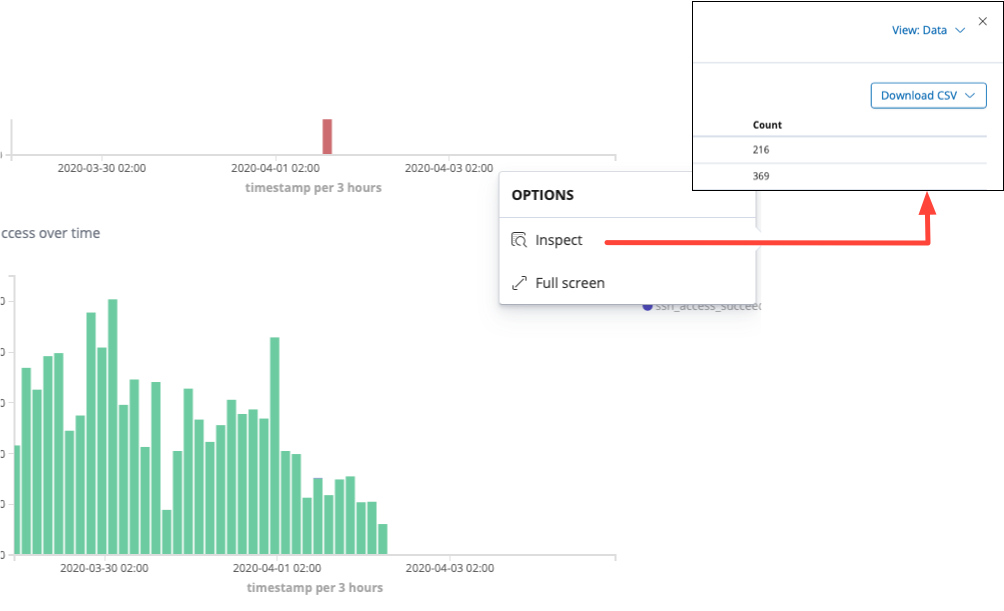 View: Data
Download CSV
Count
216
369
2020-03-30 02:00
2020-04-01 02:00
2020-04-03 02:00
timestamp per 3 hours
OPTIONS
Inspect
Full screen
ccess over time
2020-03-30 02:00
2020-04-01 02:00
2020-04-03 02:00
timestamp per 3 hours